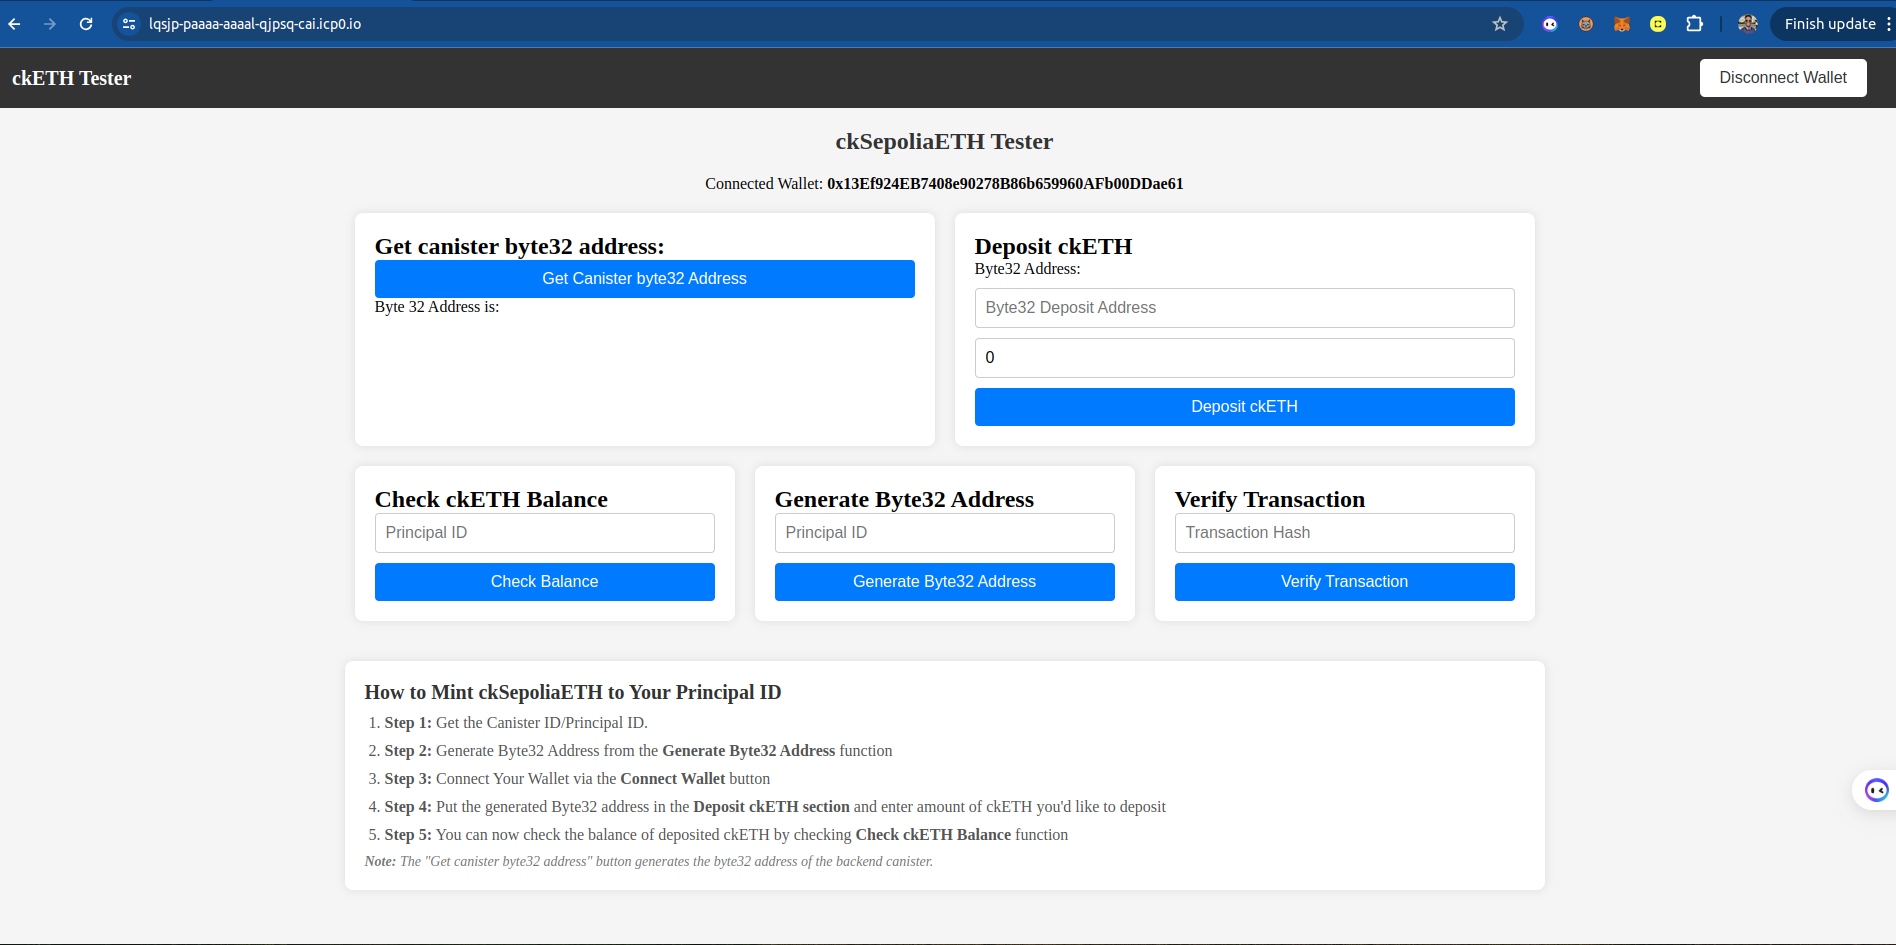 lqsjp-paaaa-aaaal-qjpsq-cai.icp0.io
Finish update
ckETH Tester
Disconnect Wallet
ckSepoliaETH Tester
Connected Wallet: 0x13Ef924EB7408e90278B86b659960AFb00DDae61
Get canister byte32 address:
Get Canister byte32 Address
Byte 32 Address is:
Deposit ckETH
Byte32 Address:
Byte32 Deposit Address
0
Deposit ckETH
Check ckETH Balance
Principal ID
Check Balance
Generate Byte32 Address
Principal ID
Generate Byte32 Address
Verify Transaction
Transaction Hash
Verify Transaction
How to Mint ckSepoliaETH to Your Principal ID
1. Step 1: Get the Canister ID/Principal ID.
2. Step 2: Generate Byte32 Address from the Generate Byte32 Address function
3. Step 3: Connect Your Wallet via the Connect Wallet button
4. Step 4: Put the generated Byte32 address in the Deposit ckETH section and enter amount of ckETH you'd like to deposit
5. Step 5: You can now check the balance of deposited ckETH by checking Check ckETH Balance function
Note: The "Get canister byte32 address" button generates the byte32 address of the backend canister.